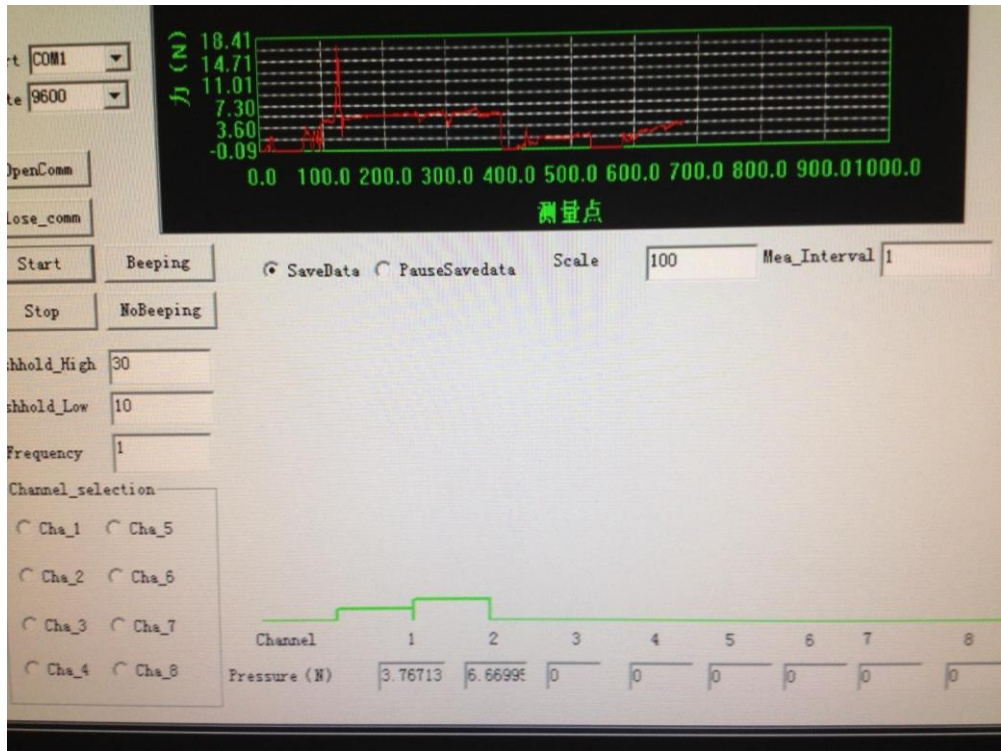 力 (N)
18.41
14.71
11.01
7.30
3.60
-0.09
0.0 100.0 200.0 300.0 400.0 500.0 600.0 700.0 800.0 900.0 1000.0
测量点
rt COM1
te 9600
OpenComm
lose_comm
Start Beeping
SaveData PauseSavedata Scale 100 Mea_Interval 1
Stop NoBeeping
shhold_High 30
shhold_Low 10
Frequency 1
Channel_selection
Cha_1 Cha_5
Cha_2 Cha_6
Cha_3 Cha_7
Cha_4 Cha_8
Channel 1 2 3 4 5 6 7 8
Pressure (N) 3.76713 6.66995 0 0 0 0 0 0